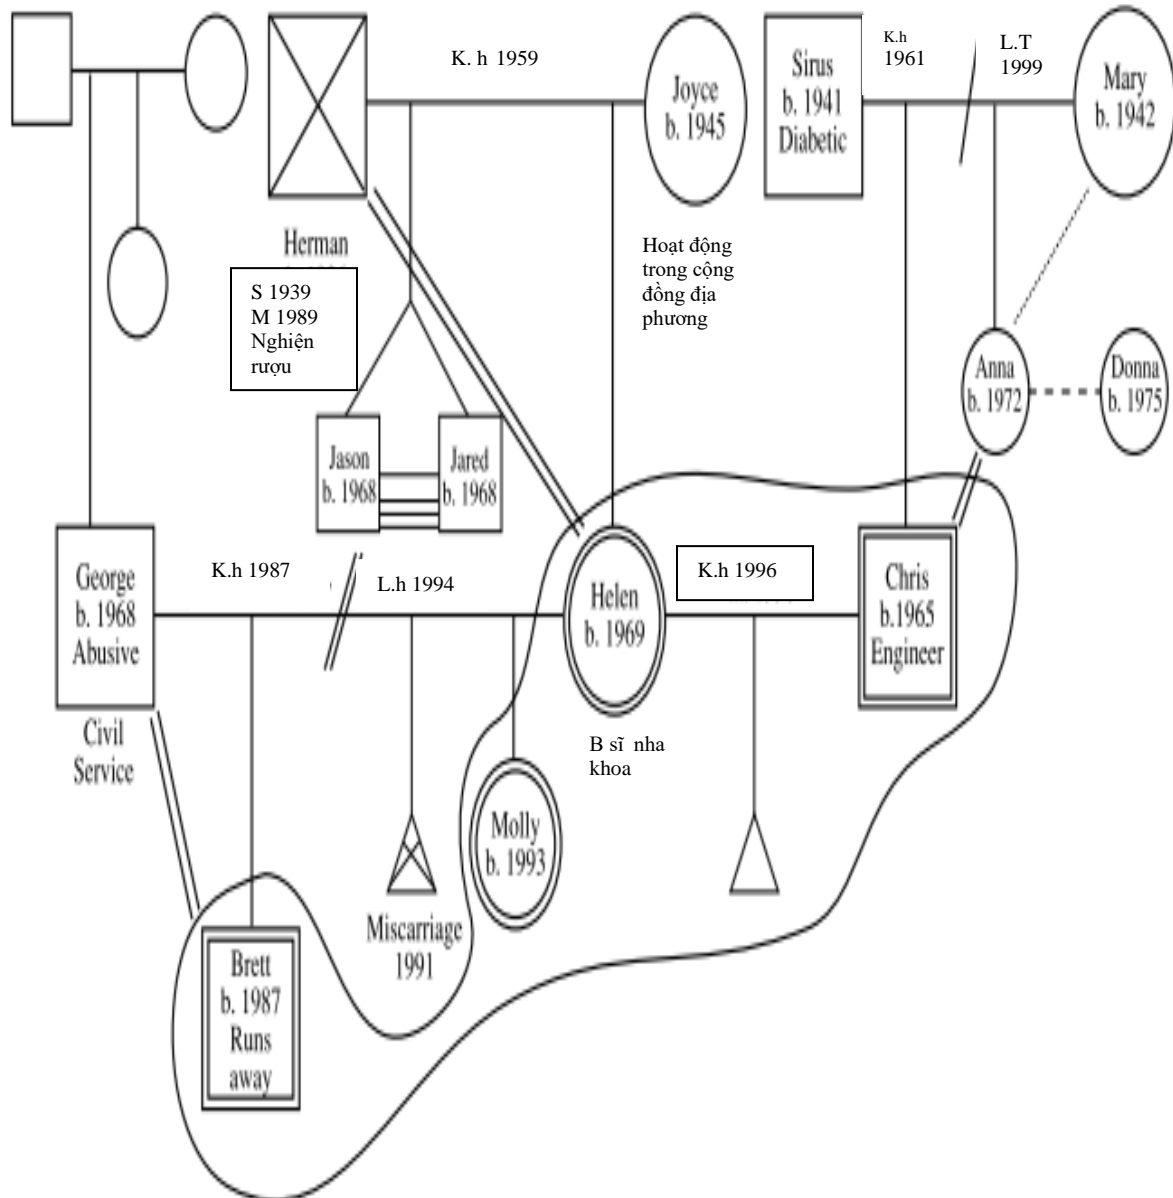 K. h 1959
Joyce
b. 1945
Sirus
b. 1941
Diabetic
K.h
1961
L.T
1999
Mary
b. 1942
Herman
S 1939
M 1989
Nghiện
rượu
Hoạt động
trong cộng
đồng địa
phương
Anna
b. 1972
Donna
b. 1975
Jason
b. 1968
Jared
b. 1968
George
b. 1968
Abusive
Civil
Service
K.h 1987
L.h 1994
Helen
b. 1969
B sĩ nha
khoa
K.h 1996
Chris
b.1965
Engineer
Molly
b. 1993
Miscarriage
1991
Brett
b. 1987
Runs
away